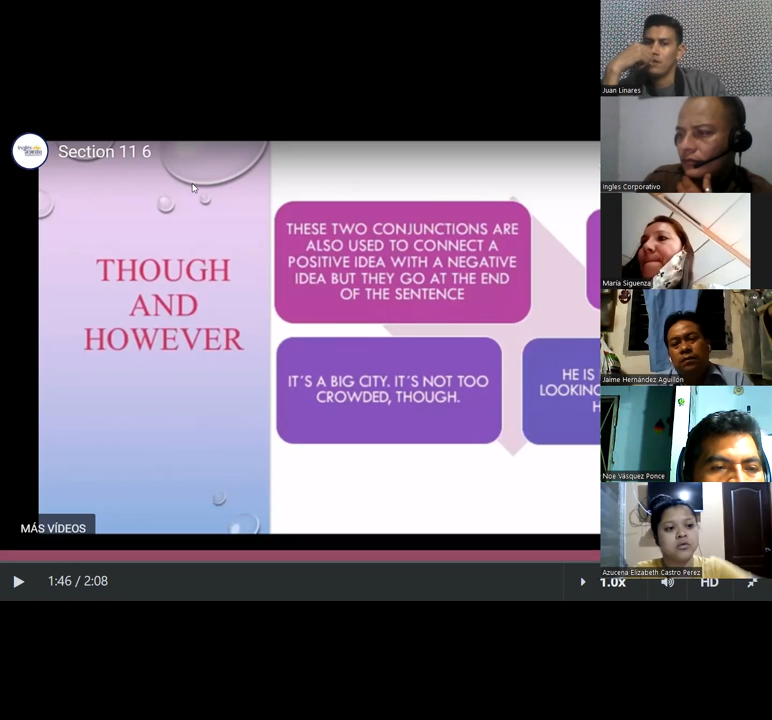 Section 11 6
THOUGH
AND
HOWEVER
THESE TWO CONJUNCTIONS ARE
ALSO USED TO CONNECT A
POSITIVE IDEA WITH A NEGATIVE
IDEA BUT THEY GO AT THE END
OF THE SENTENCE
IT´S A BIG CITY. IT´S NOT TOO
CROWDED, THOUGH.
HE IS
LOOKING
H
MÁS VÍDEOS
1:46 / 2:08
1.0x
HD
Juan Linares
Ingles Corporativo
María Siguenza
Jaime Hernández Aguillón
Noe Vásquez Ponce
Azucena Elizabeth Castro Perez